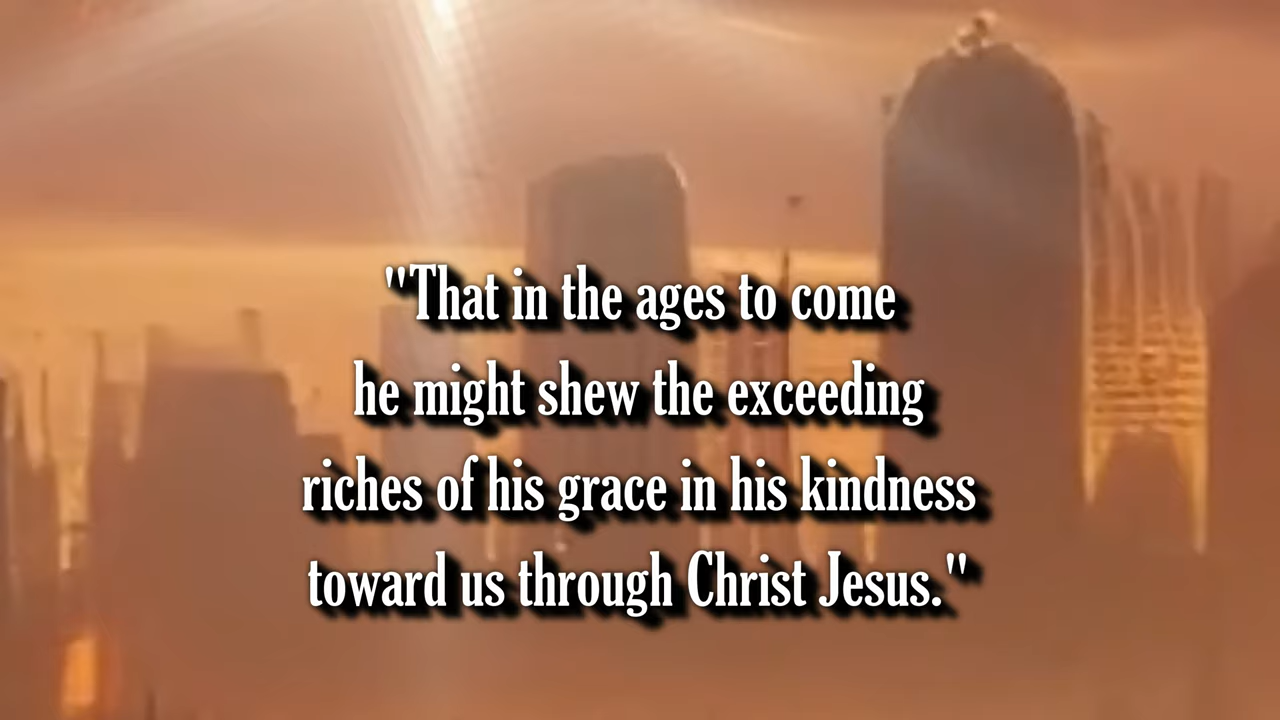 "That in the ages to come
he might shew the exceeding
riches of his grace in his kindness
toward us through Christ Jesus."